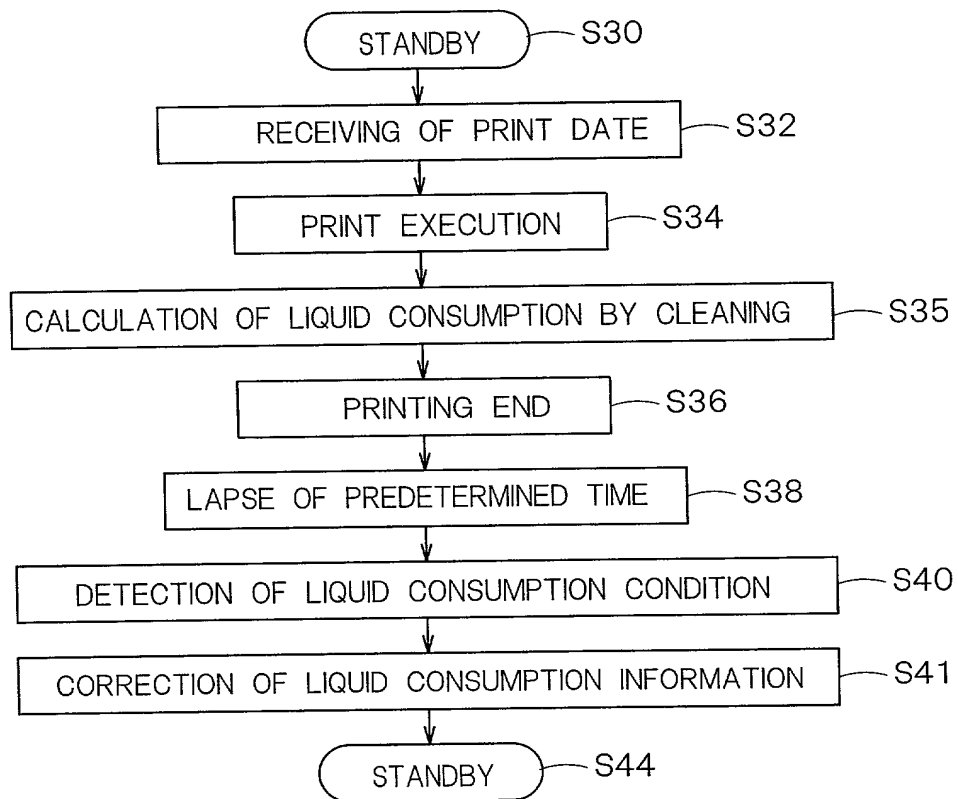 STANDBY S30
RECEIVING OF PRINT DATE S32
PRINT EXECUTION S34
CALCULATION OF LIQUID CONSUMPTION BY CLEANING S35
PRINTING END S36
LAPSE OF PREDETERMINED TIME S38
DETECTION OF LIQUID CONSUMPTION CONDITION S40
CORRECTION OF LIQUID CONSUMPTION INFORMATION S41
STANDBY S44